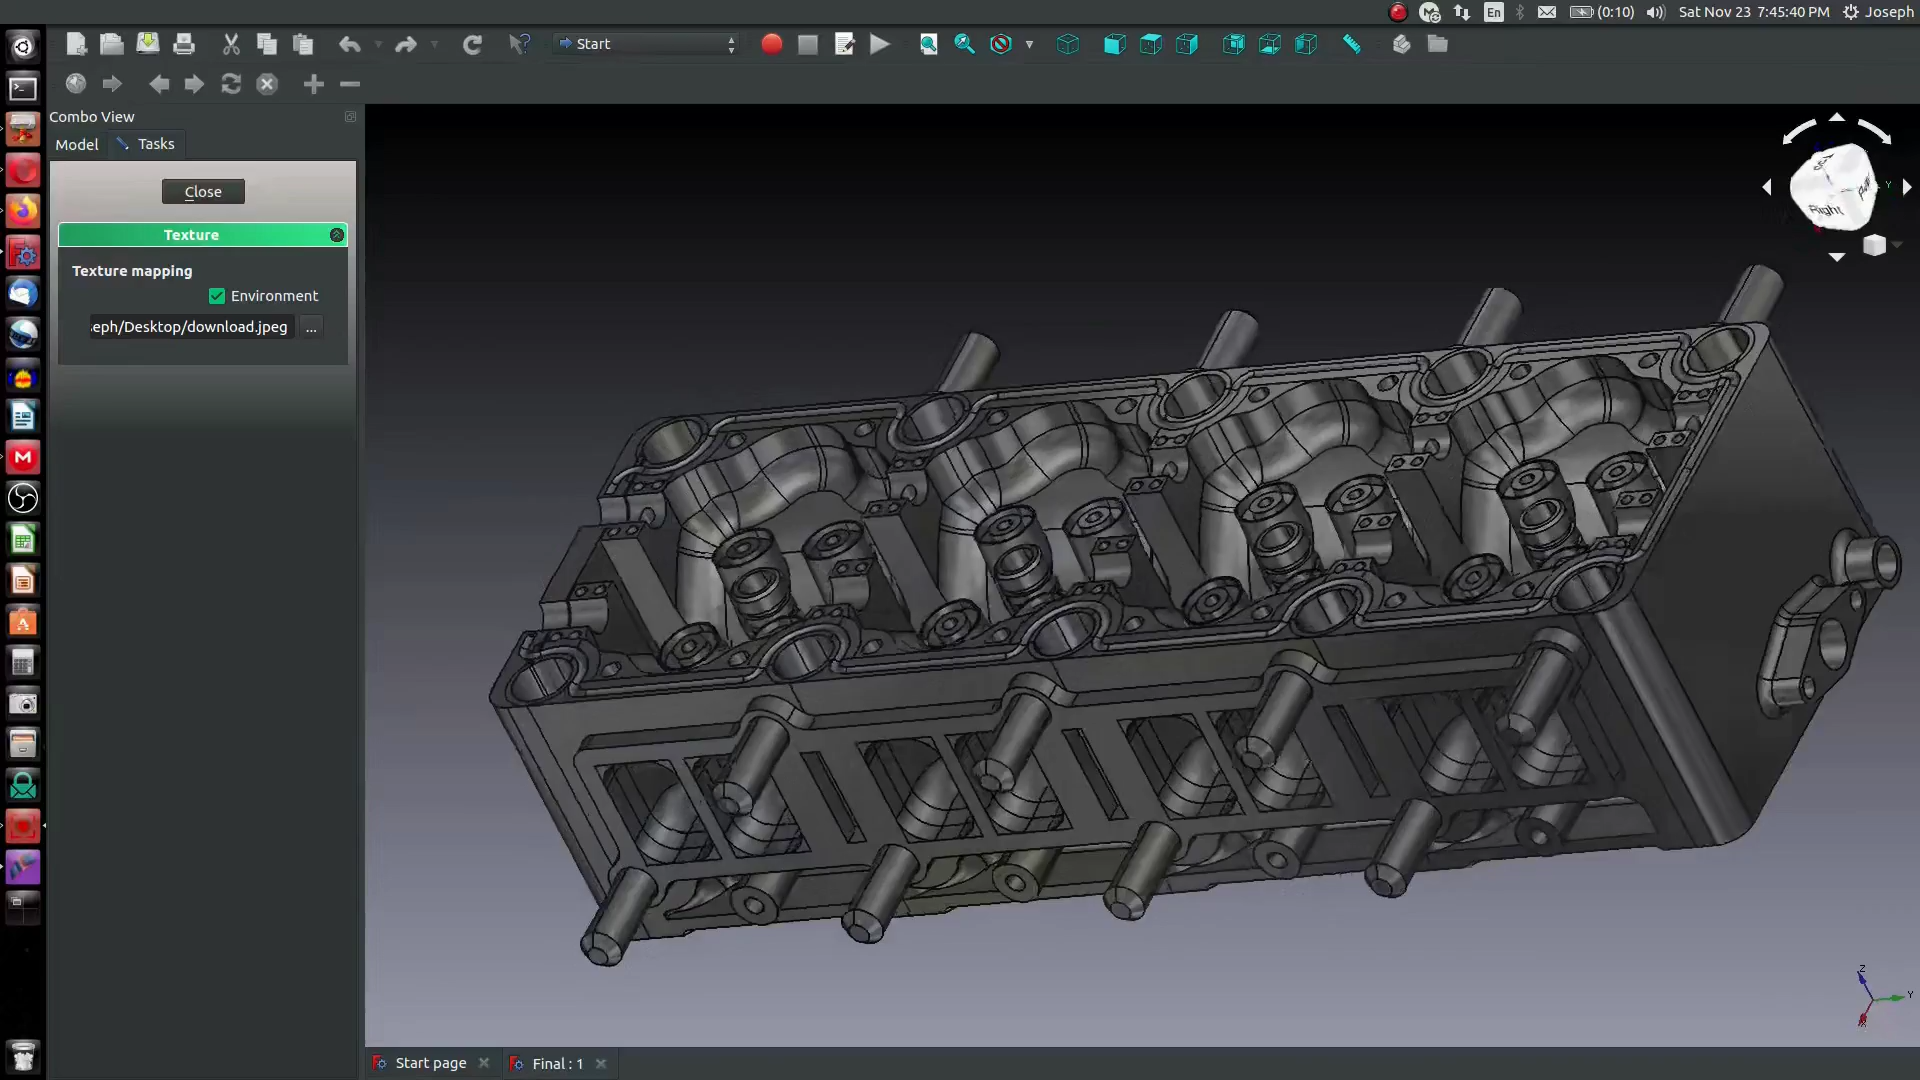 En
(0:10)
Sat Nov 23 7:45:40 PM
Joseph
Start
Combo View
Model
Tasks
Close
Texture
Texture mapping
Environment
eph/Desktop/download.jpeg
...
Right
Y
Z
Y
Start page
Final : 1